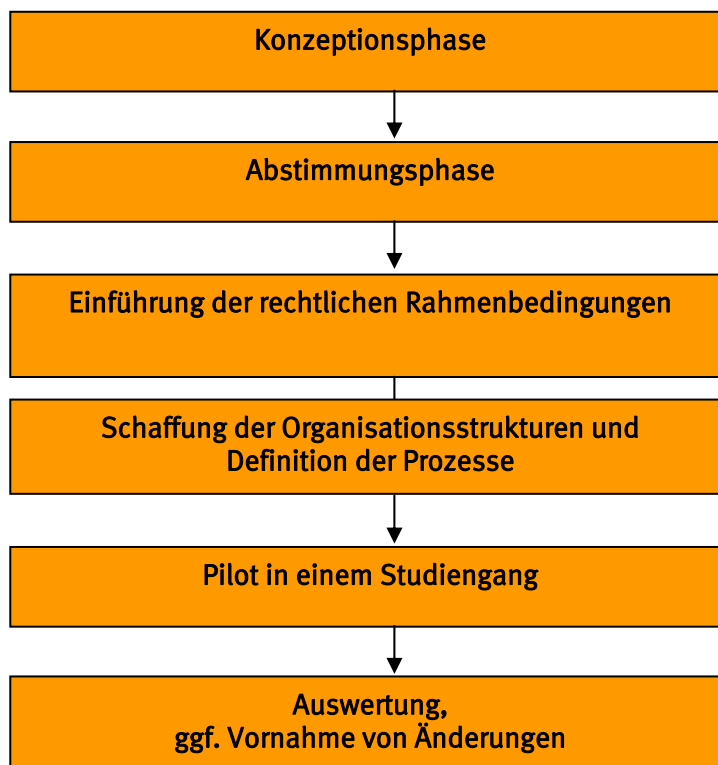 Konzeptionsphase
Abstimmungsphase
Einführung der rechtlichen Rahmenbedingungen
Schaffung der Organisationsstrukturen und
Definition der Prozesse
Pilot in einem Studiengang
Auswertung,
ggf. Vornahme von Änderungen